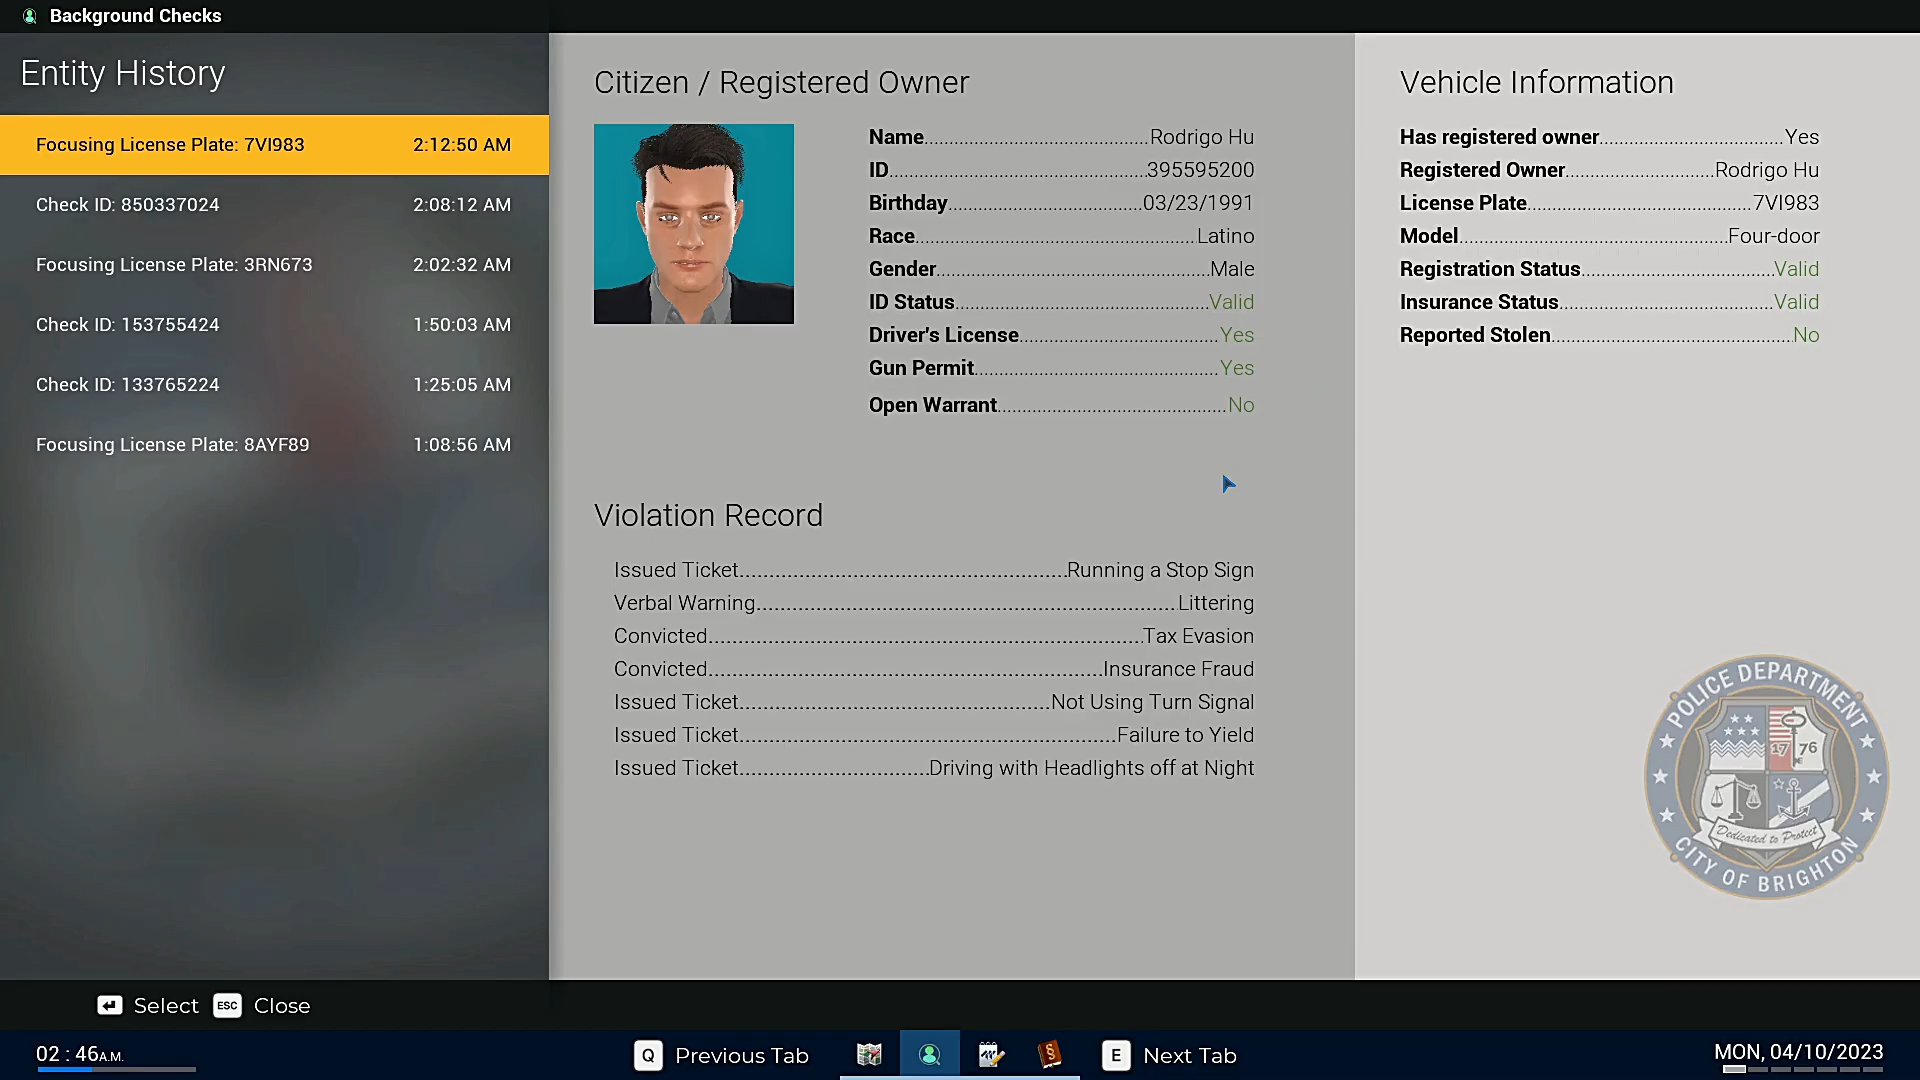 Background Checks
Entity History
Focusing License Plate: 7VI983 2:12:50 AM
Check ID: 850337024 2:08:12 AM
Focusing License Plate: 3RN673 2:02:32 AM
Check ID: 153755424 1:50:03 AM
Check ID: 133765224 1:25:05 AM
Focusing License Plate: 8AYF89 1:08:56 AM
Citizen / Registered Owner
Name Rodrigo Hu
ID 395595200
Birthday 03/23/1991
Race Latino
Gender Male
ID Status Valid
Driver's License Yes
Gun Permit Yes
Open Warrant No
Violation Record
Issued Ticket Running a Stop Sign
Verbal Warning Littering
Convicted Tax Evasion
Convicted Insurance Fraud
Issued Ticket Not Using Turn Signal
Issued Ticket Failure to Yield
Issued Ticket Driving with Headlights off at Night
Vehicle Information
Has registered owner Yes
Registered Owner Rodrigo Hu
License Plate 7VI983
Model Four-door
Registration Status Valid
Insurance Status Valid
Reported Stolen No
POLICE DEPARTMENT
17 76
Dedicated to Protect
CITY OF BRIGHTON
Select ESC Close
02 : 46 A.M.
Q Previous Tab
§
E Next Tab
MON, 04/10/2023